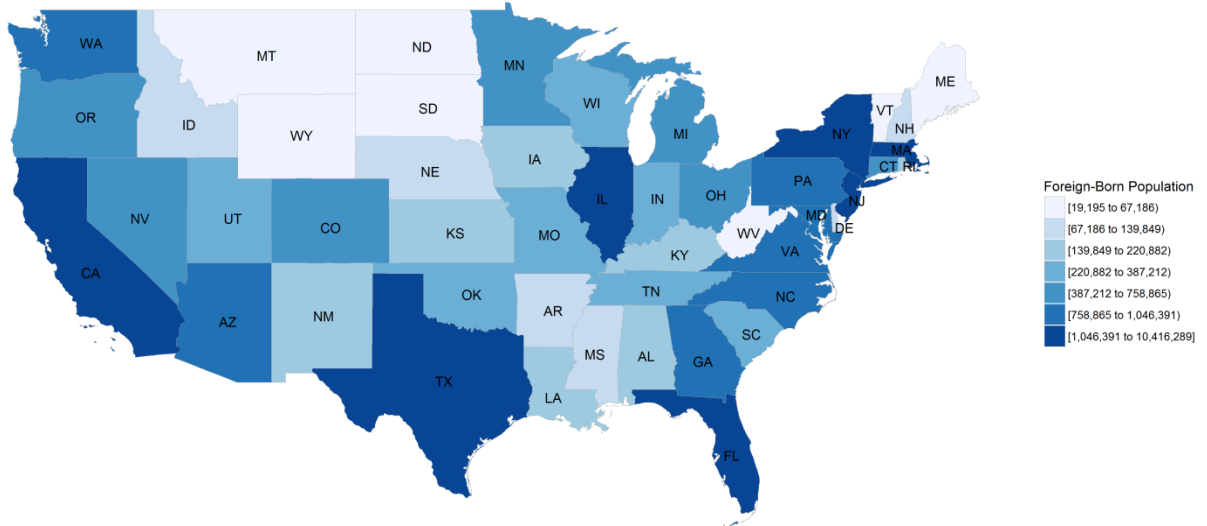 WA
MT
ND
MN
ME
VT
NH
OR
ID
SD
WI
NY
MA
WY
MI
CT
RI
IA
NE
PA
OH
NJ
IL
IN
NV
UT
CO
MD
DE
WV
KS
MO
VA
KY
CA
TN
NC
OK
AZ
NM
AR
SC
MS
AL
GA
TX
LA
FL
Foreign-Born Population
[19,195 to 67,186)
[67,186 to 139,849)
[139,849 to 220,882)
[220,882 to 387,212)
[387,212 to 758,865)
[758,865 to 1,046,391)
[1,046,391 to 10,416,289]